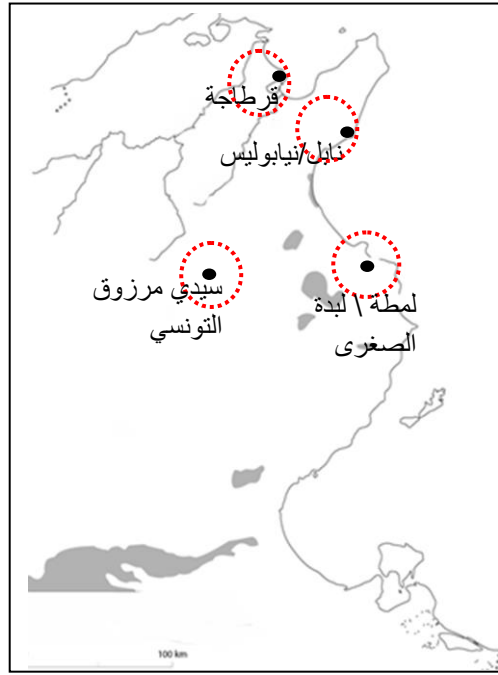 قرطاجة
نابل/نيابوليس
سيدي مرزوق
التونسي
لمطة \ لبدة
الصغرى
100 km